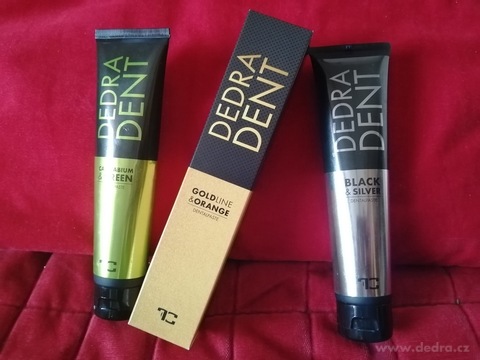 DEDRA
DENT
& GREEN
DEDRA
DENT
GOLDLINE
& ORANGE
DENTALPASTE
DEDRA
DENT
BLACK
& SILVER
www.dedra.cz